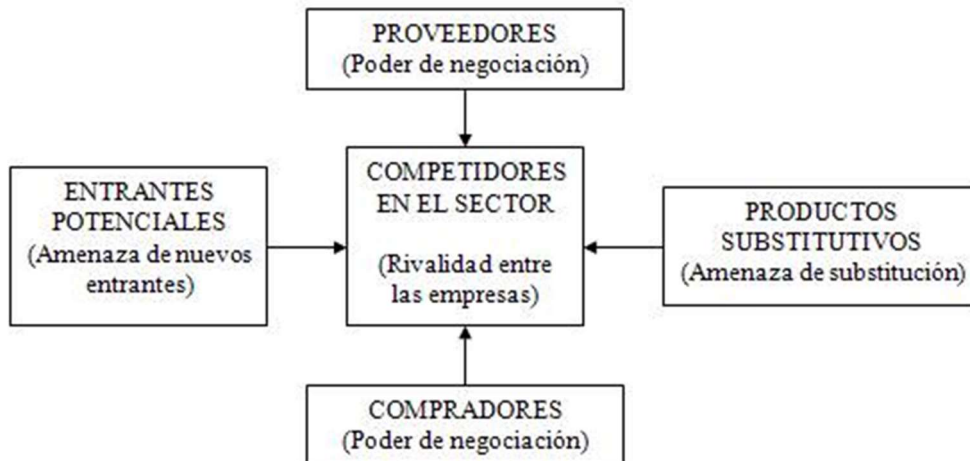 PROVEEDORES
(Poder de negociación)
ENTRANTES
POTENCIALES
(Amenaza de nuevos
entrantes)
COMPETIDORES
EN EL SECTOR
(Rivalidad entre
las empresas)
PRODUCTOS
SUBSTITUTIVOS
(Amenaza de substitución)
COMPRADORES
(Poder de negociación)